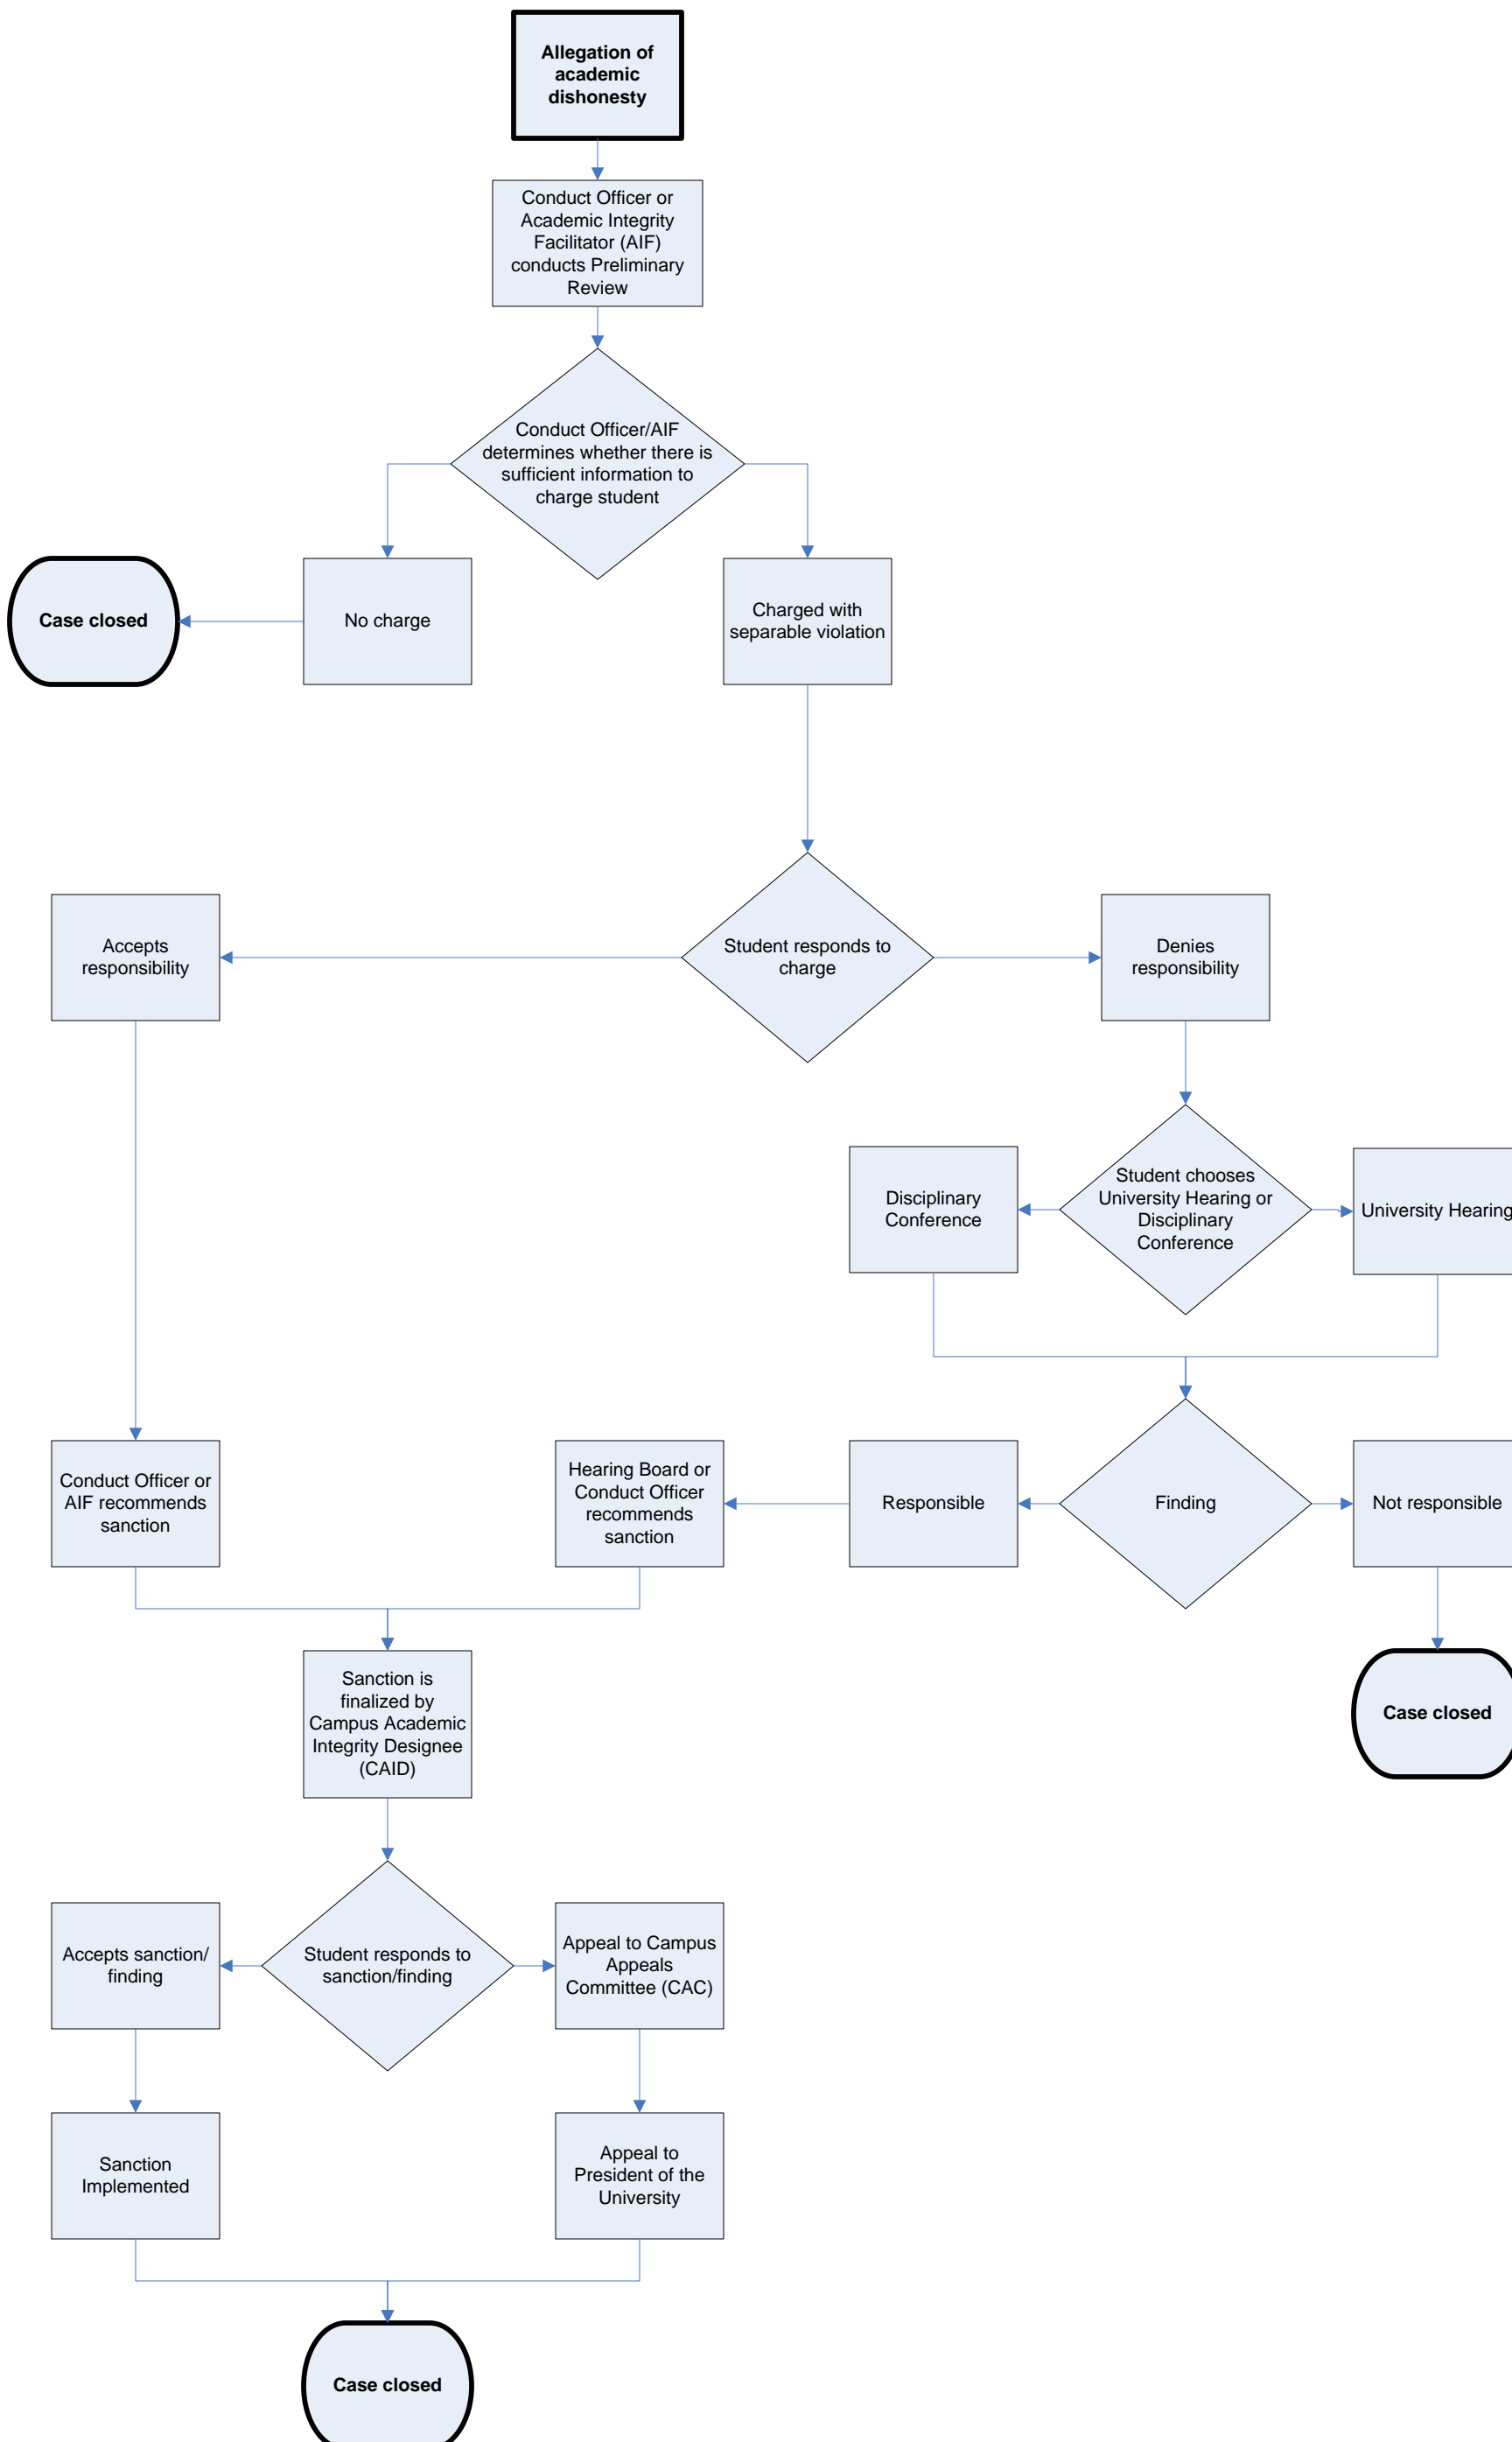 Allegation of
academic
dishonesty
Conduct Officer or
Academic Integrity
Facilitator (AIF)
conducts Preliminary
Review
Conduct Officer/AIF
determines whether there is
sufficient information to
charge student
Case closed
No charge
Charged with
separable violation
Accepts
responsibility
Student responds to
charge
Denies
responsibility
Disciplinary
Conference
Student chooses
University Hearing or
Disciplinary
Conference
University Hearing
Conduct Officer or
AIF recommends
sanction
Hearing Board or
Conduct Officer
recommends
sanction
Responsible
Finding
Not responsible
Sanction is
finalized by
Campus Academic
Integrity Designee
(CAID)
Case closed
Accepts sanction/
finding
Student responds to
sanction/finding
Appeal to Campus
Appeals
Committee (CAC)
Sanction
Implemented
Appeal to
President of the
University
Case closed